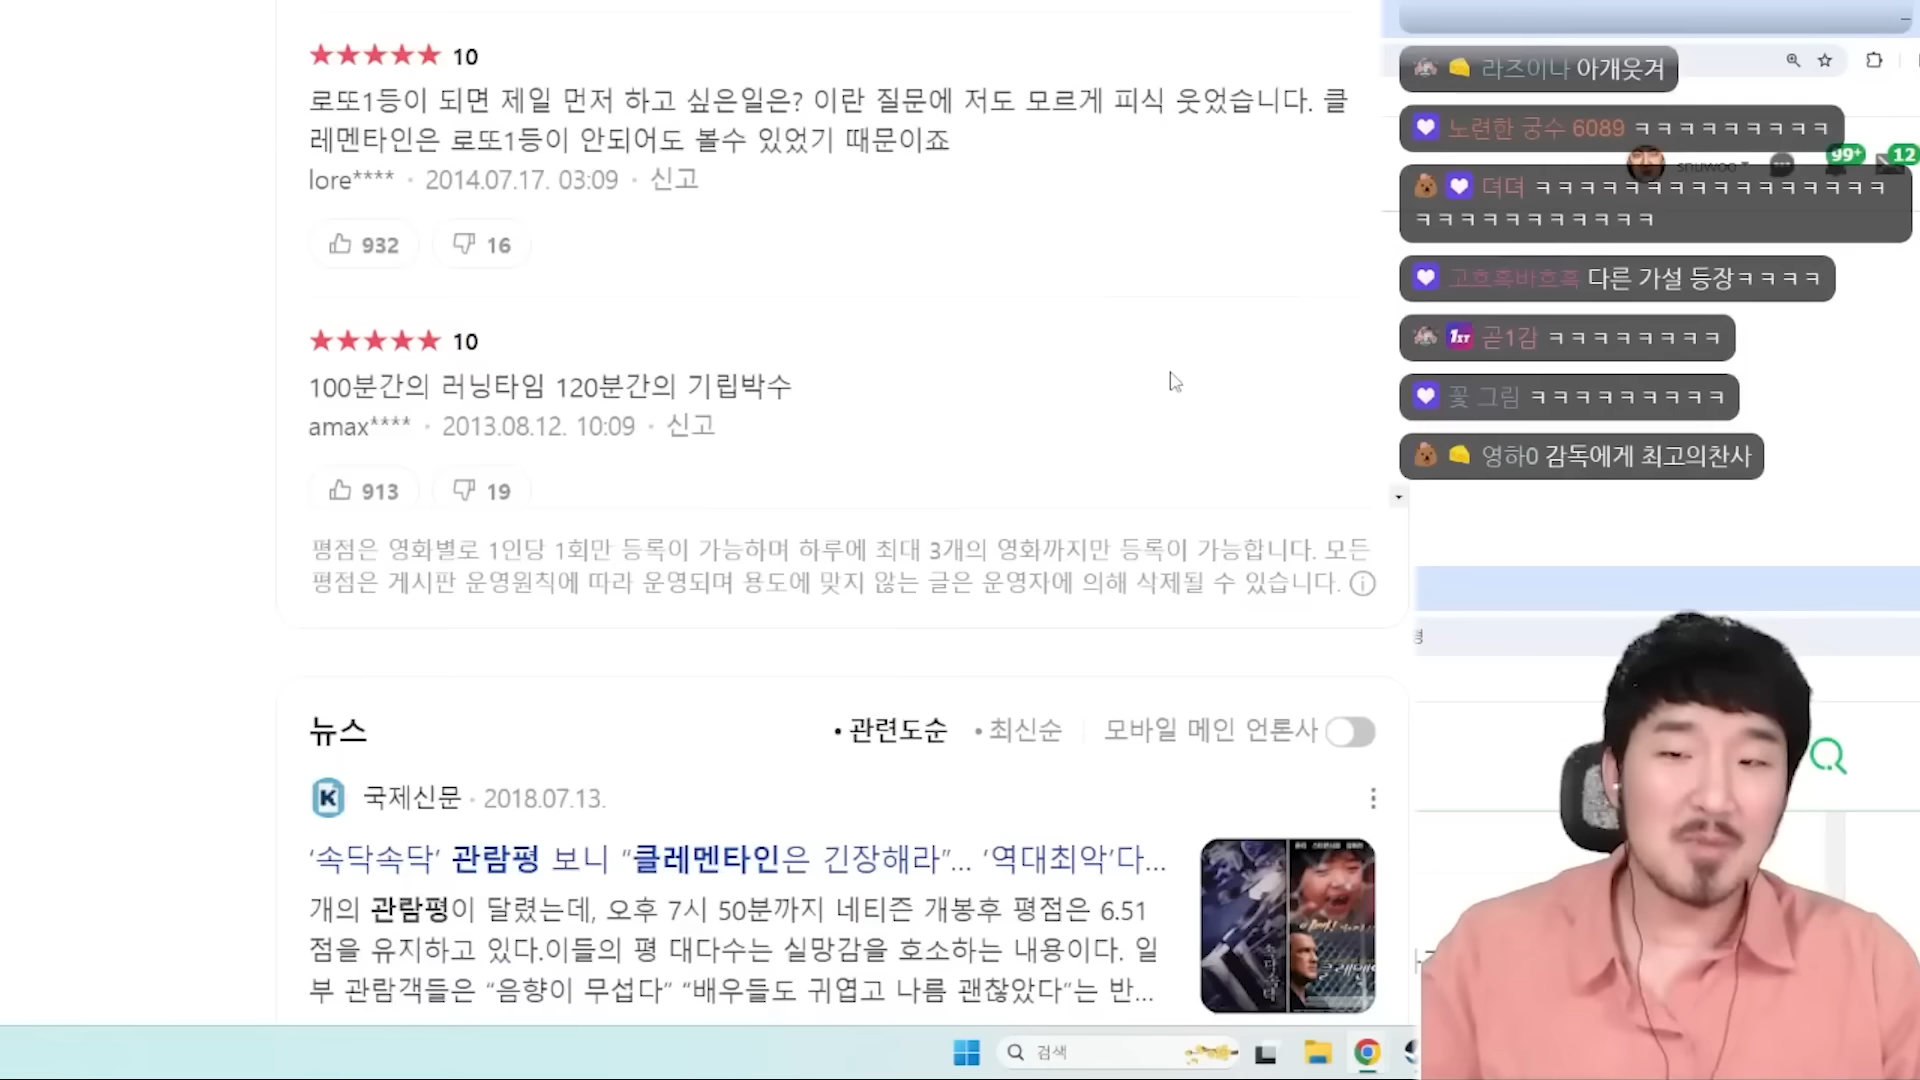 10
로또1등이 되면 제일 먼저 하고 싶은일은? 이란 질문에 저도 모르게 피식 웃었습니다. 클
레멘타인은 로또1등이 안되어도 볼수 있었기 때문이죠
lore**** · 2014.07.17. 03:09 · 신고
932 16
10
100분간의 러닝타임 120분간의 기립박수
amax**** · 2013.08.12. 10:09 · 신고
913 19
평점은 영화별로 1인당 1회만 등록이 가능하며 하루에 최대 3개의 영화까지만 등록이 가능합니다. 모든
평점은 게시판 운영원칙에 따라 운영되며 용도에 맞지 않는 글은 운영자에 의해 삭제될 수 있습니다.
뉴스
• 관련도순 • 최신순 모바일 메인 언론사
K 국제신문 · 2018.07.13.
‘속닥속닥’ 관람평 보니 “클레멘타인은 긴장해라”... ‘역대최악’다...
개의 관람평이 달렸는데, 오후 7시 50분까지 네티즌 개봉후 평점은 6.51
점을 유지하고 있다.이들의 평 대다수는 실망감을 호소하는 내용이다. 일
부 관람객들은 “음향이 무섭다” “배우들도 귀엽고 나름 괜찮았다”는 반...
검색
라즈이나 아개웃겨
노련한 궁수 6089 ㅋㅋㅋㅋㅋㅋㅋㅋㅋ
snuwoo
99+
12
뎌뎌 ㅋㅋㅋㅋㅋㅋㅋㅋㅋㅋㅋㅋㅋㅋㅋㅋ
ㅋㅋㅋㅋㅋㅋㅋㅋㅋㅋㅋ
고흐흑바흐흑 다른 가설 등장ㅋㅋㅋㅋ
1ST 곧1감 ㅋㅋㅋㅋㅋㅋㅋㅋ
꽃 그림 ㅋㅋㅋㅋㅋㅋㅋㅋㅋ
영하0 감독에게 최고의찬사